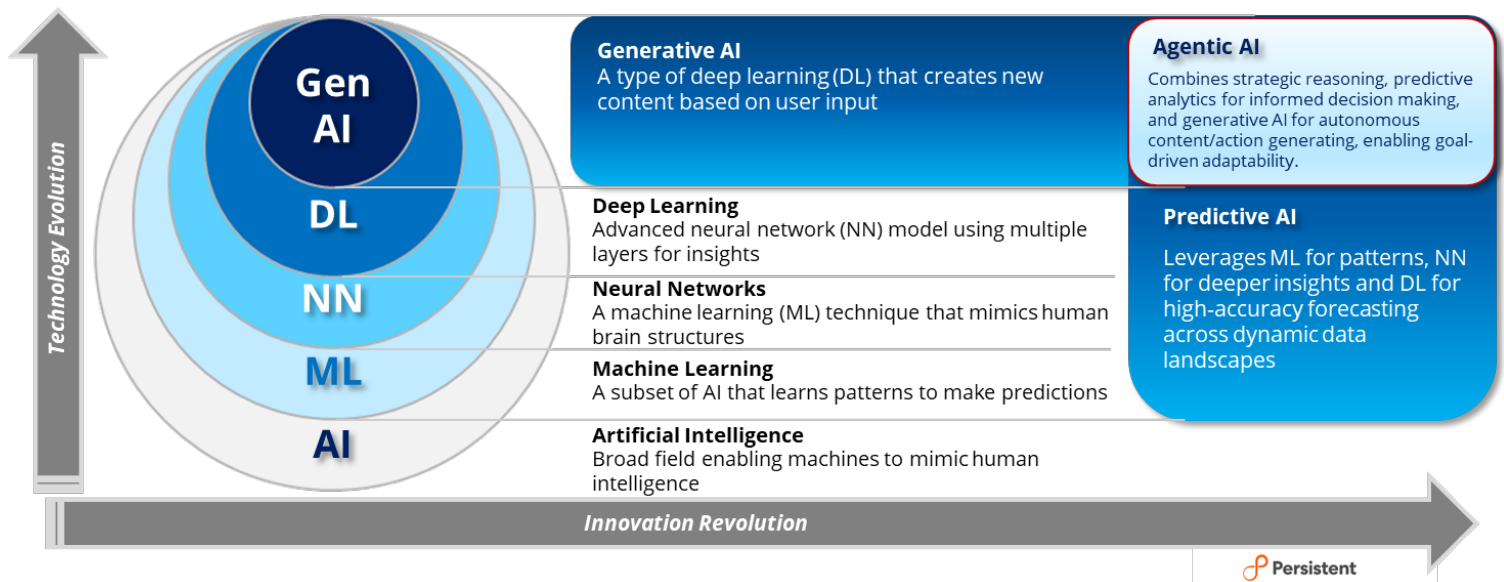 Technology Evolution
Gen
AI
DL
NN
ML
AI
Generative AI
A type of deep learning (DL) that creates new
content based on user input
Deep Learning
Advanced neural network (NN) model using multiple
layers for insights
Neural Networks
A machine learning (ML) technique that mimics human
brain structures
Machine Learning
A subset of AI that learns patterns to make predictions
Artificial Intelligence
Broad field enabling machines to mimic human
intelligence
Agentic AI
Combines strategic reasoning, predictive
analytics for informed decision making,
and generative AI for autonomous
content/action generating, enabling goal-
driven adaptability.
Predictive AI
Leverages ML for patterns, NN
for deeper insights and DL for
high-accuracy forecasting
across dynamic data
landscapes
Innovation Revolution
Persistent